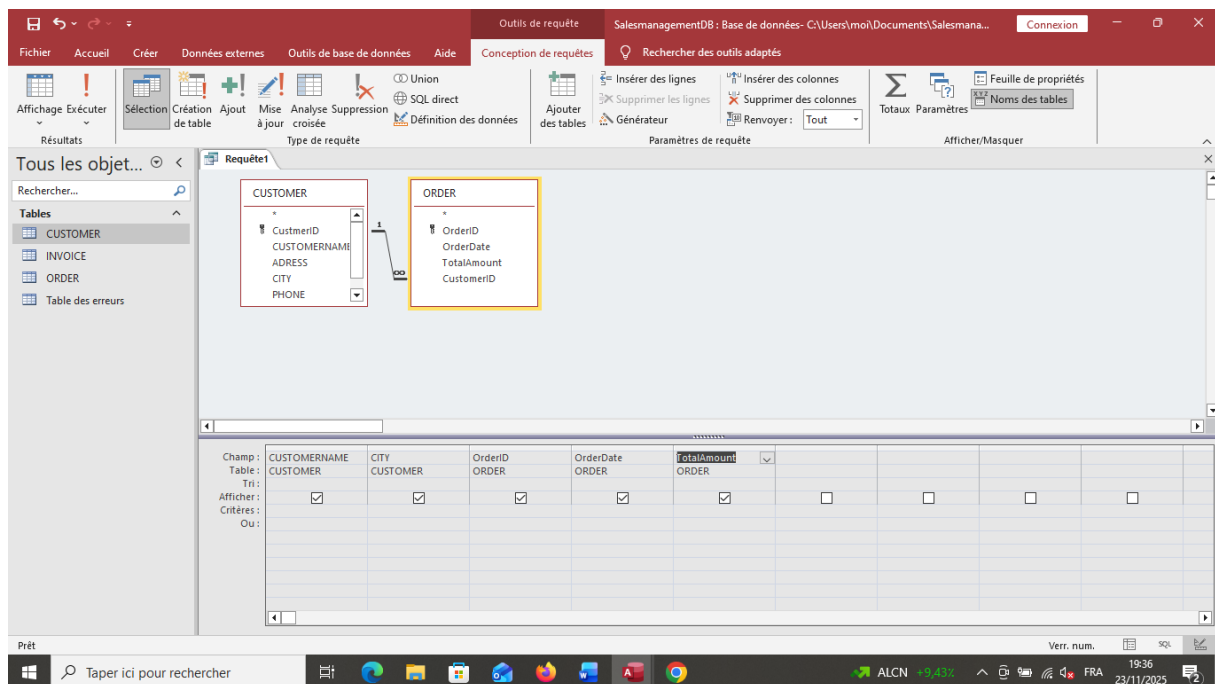 Outils de requête
SalesmanagementDB : Base de données- C:\Users\moi\Documents\Salesmana...
Connexion
Fichier
Accueil
Créer
Données externes
Outils de base de données
Aide
Conception de requêtes
Rechercher des outils adaptés
Affichage
Exécuter
Résultats
Sélection
Création de table
Ajout
Mise à jour
Analyse croisée
Suppression
Union
SQL direct
Définition des données
Type de requête
Ajouter des tables
Insérer des lignes
Supprimer les lignes
Générateur
Insérer des colonnes
Supprimer des colonnes
Renvoyer : Tout
Paramètres de requête
Totaux
Paramètres
Feuille de propriétés
XYZ Noms des tables
Afficher/Masquer
Tous les objet...
Rechercher...
Tables
CUSTOMER
INVOICE
ORDER
Table des erreurs
Requête1
CUSTOMER
*
CustmerID
CUSTOMERNAME
ADRESS
CITY
PHONE
1
∞
ORDER
*
OrderID
OrderDate
TotalAmount
CustomerID
Champ : CUSTOMERNAME CITY OrderID OrderDate TotalAmount
Table : CUSTOMER CUSTOMER ORDER ORDER ORDER
Tri :
Afficher :
Critères :
Ou :
Prêt
Verr. num.
SQL
Taper ici pour rechercher
ALCN +9,43%
FRA
19:36
23/11/2025
2